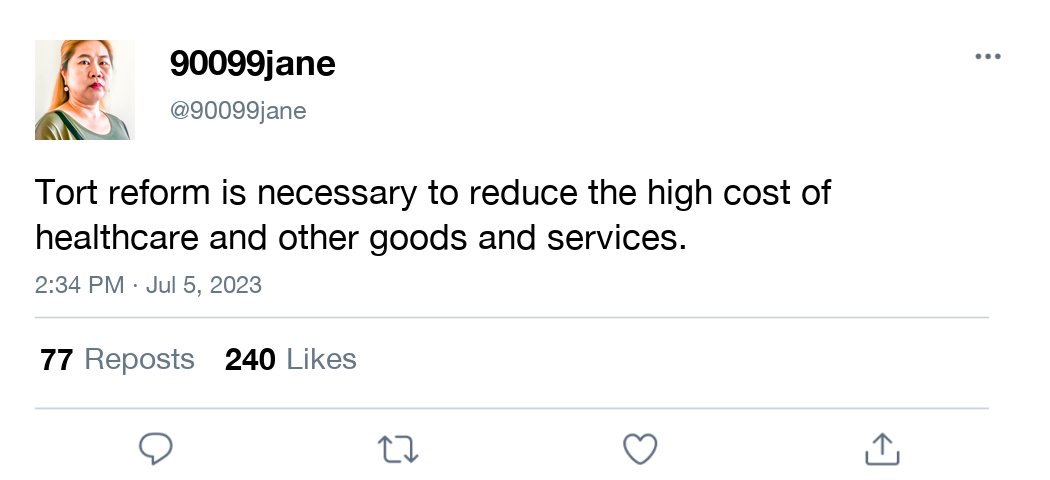 90099jane
@90099jane
Tort reform is necessary to reduce the high cost of
healthcare and other goods and services.
2:34 PM · Jul 5, 2023
77 Reposts 240 Likes